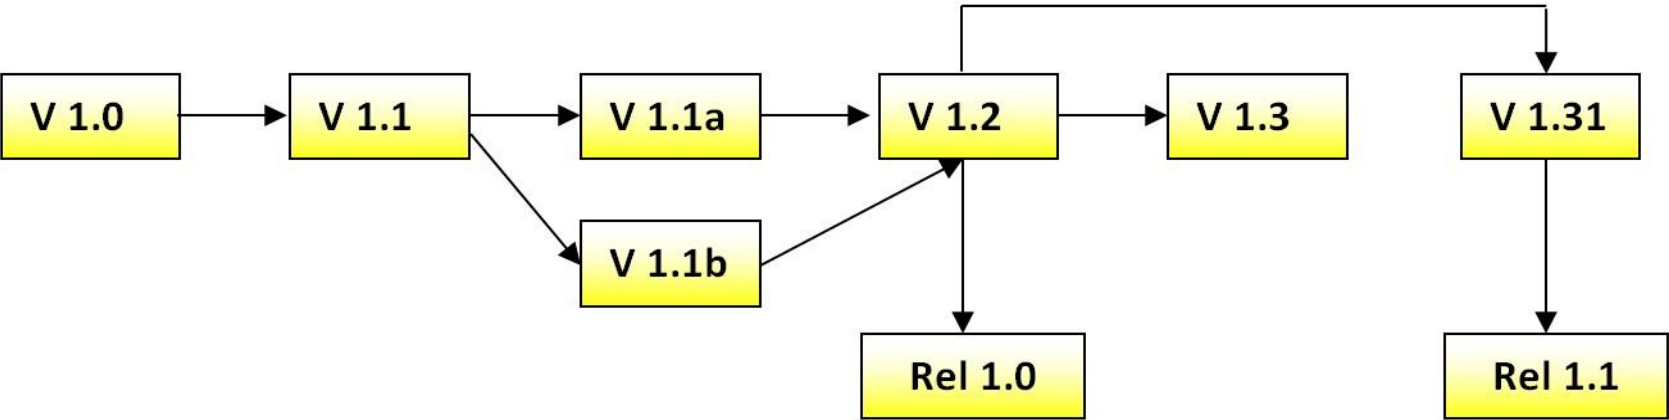 V 1.0
V 1.1
V 1.1a
V 1.2
V 1.3
V 1.31
V 1.1b
Rel 1.0
Rel 1.1